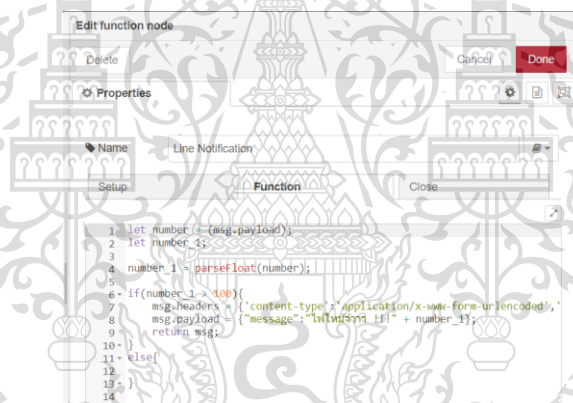 Edit function node
Delete Cancel Done
Properties
Name Line Notification
Setup Function Close
1 let number = (msg.payload);
2 let number_1;
3
4 number_1 = parseFloat(number);
5
6 if(number_1 > 100){
7 msg.headers = {'content-type':'application/x-www-form-urlencoded','
8 msg.payload = {"message":"ไฟไหม้จ้าาา !!!" + number_1};
9 return msg;
10 }
11 else{
12
13 }
14